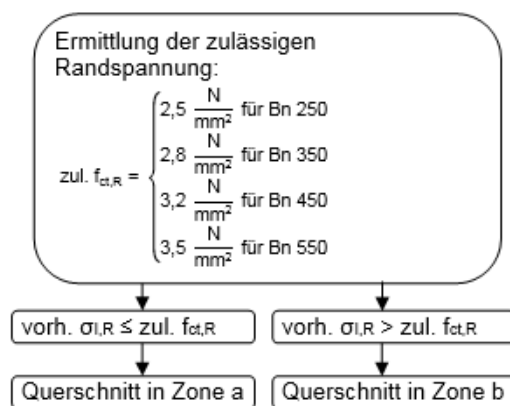 Ermittlung der zulässigen
Randspannung:
zul. fct,R =
2,5 N/mm² für Bn 250
2,8 N/mm² für Bn 350
3,2 N/mm² für Bn 450
3,5 N/mm² für Bn 550
vorh. σI,R ≤ zul. fct,R
vorh. σI,R > zul. fct,R
Querschnitt in Zone a
Querschnitt in Zone b